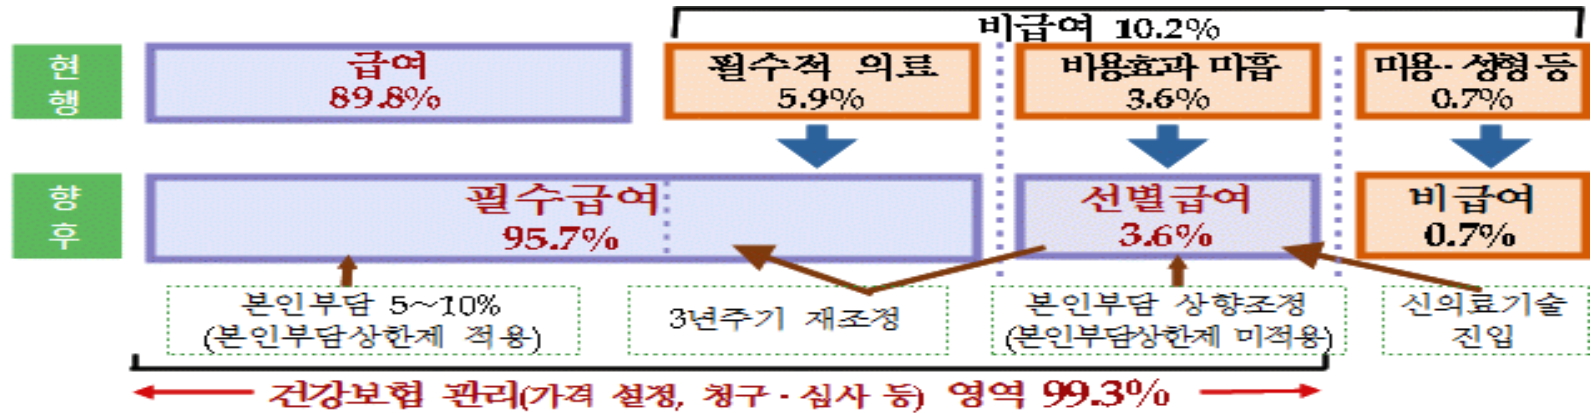 비급여 10.2%
현행
급여
89.8%
필수적 의료
5.9%
비용효과 미흡
3.6%
미용·성형 등
0.7%
향후
필수급여
95.7%
선별급여
3.6%
비급여
0.7%
본인부담 5~10%
(본인부담상한제 적용)
3년주기 재조정
본인부담 상향조정
(본인부담상한제 미적용)
신의료기술
진입
건강보험 관리(가격 설정, 청구·심사 등) 영역 99.3%